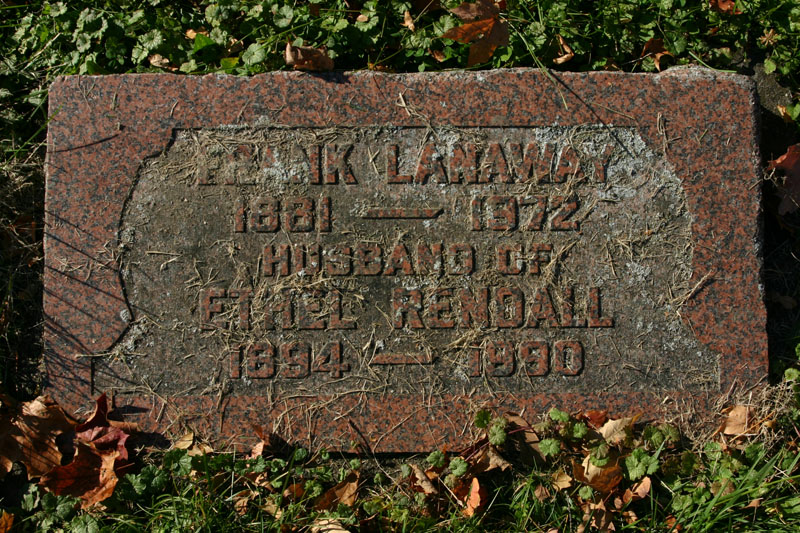 FRANK LANAWAY
1881 — 1972
HUSBAND OF
ETHEL RENDALL
1894 — 1990